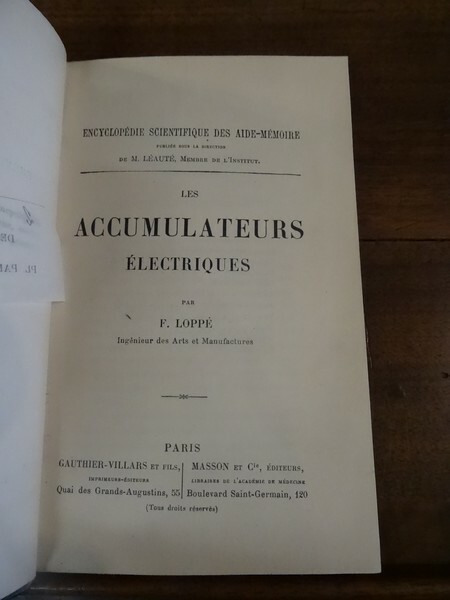 ENCYCLOPÉDIE SCIENTIFIQUE DES AIDE-MÉMOIRE
PUBLIÉE SOUS LA DIRECTION
DE M. LÉAUTÉ, MEMBRE DE L'INSTITUT.
LES
ACCUMULATEURS
ÉLECTRIQUES
PAR
F. LOPPÉ
Ingénieur des Arts et Manufactures
PARIS
GAUTHIER-VILLARS ET FILS,
IMPRIMEURS-ÉDITEURS
Quai des Grands-Augustins, 55
MASSON ET Cie, ÉDITEURS,
LIBRAIRES DE L'ACADÉMIE DE MÉDECINE
Boulevard Saint-Germain, 120
(Tous droits réservés)